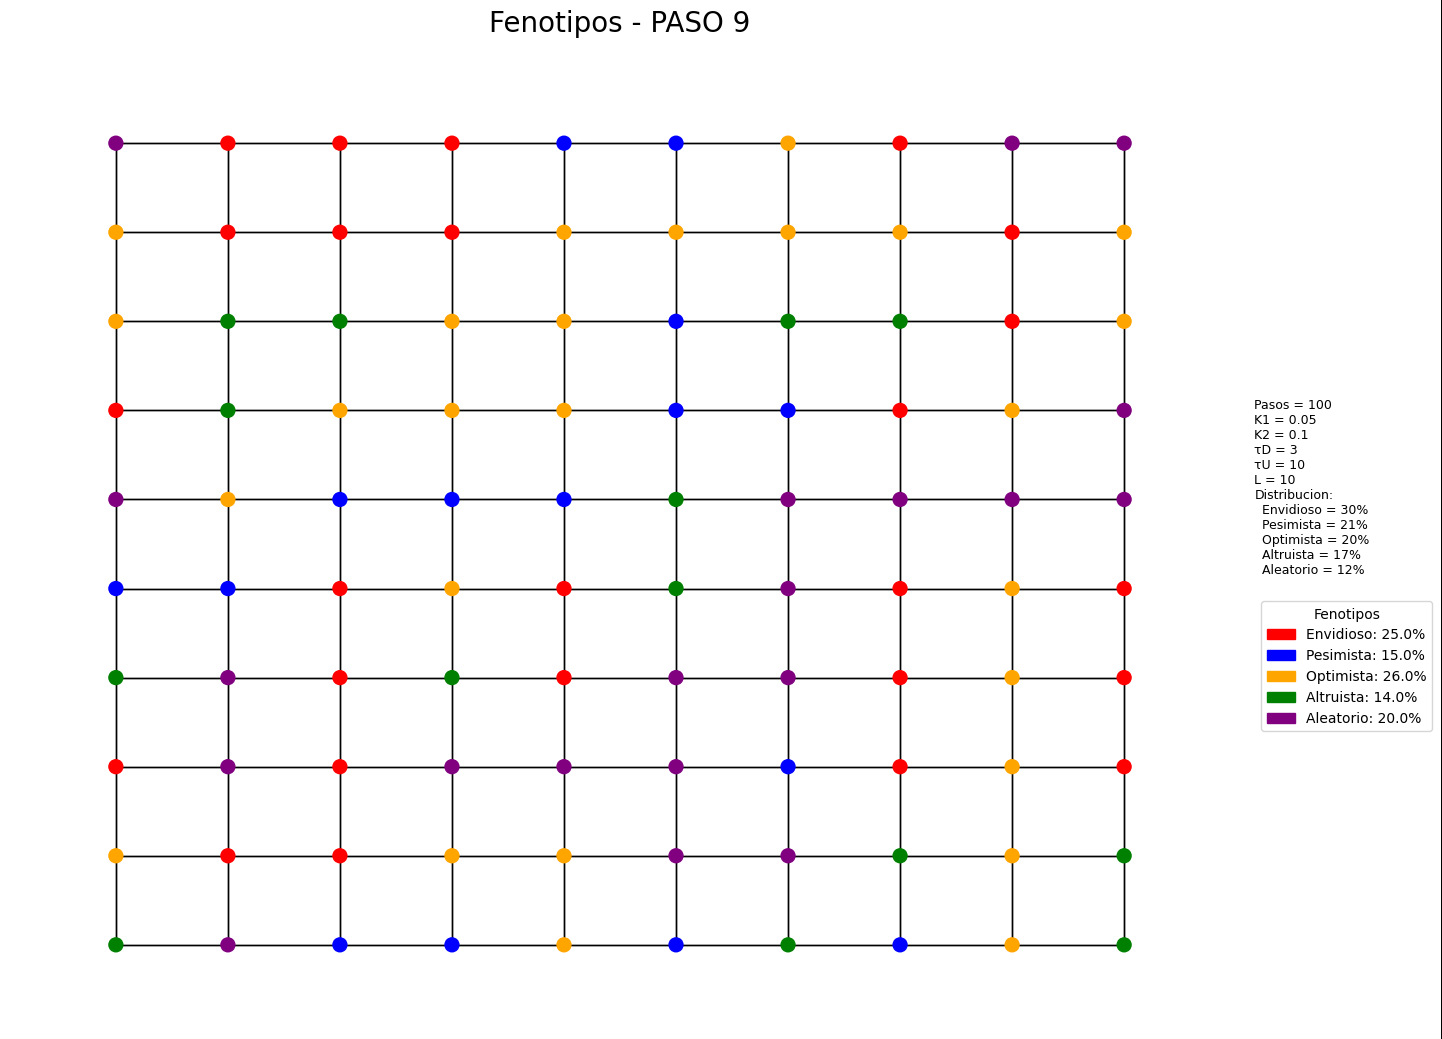 Fenotipos - PASO 9
Pasos = 100
K1 = 0.05
K2 = 0.1
τD = 3
τU = 10
L = 10
Distribucion:
Envidioso = 30%
Pesimista = 21%
Optimista = 20%
Altruista = 17%
Aleatorio = 12%
Fenotipos
Envidioso: 25.0%
Pesimista: 15.0%
Optimista: 26.0%
Altruista: 14.0%
Aleatorio: 20.0%